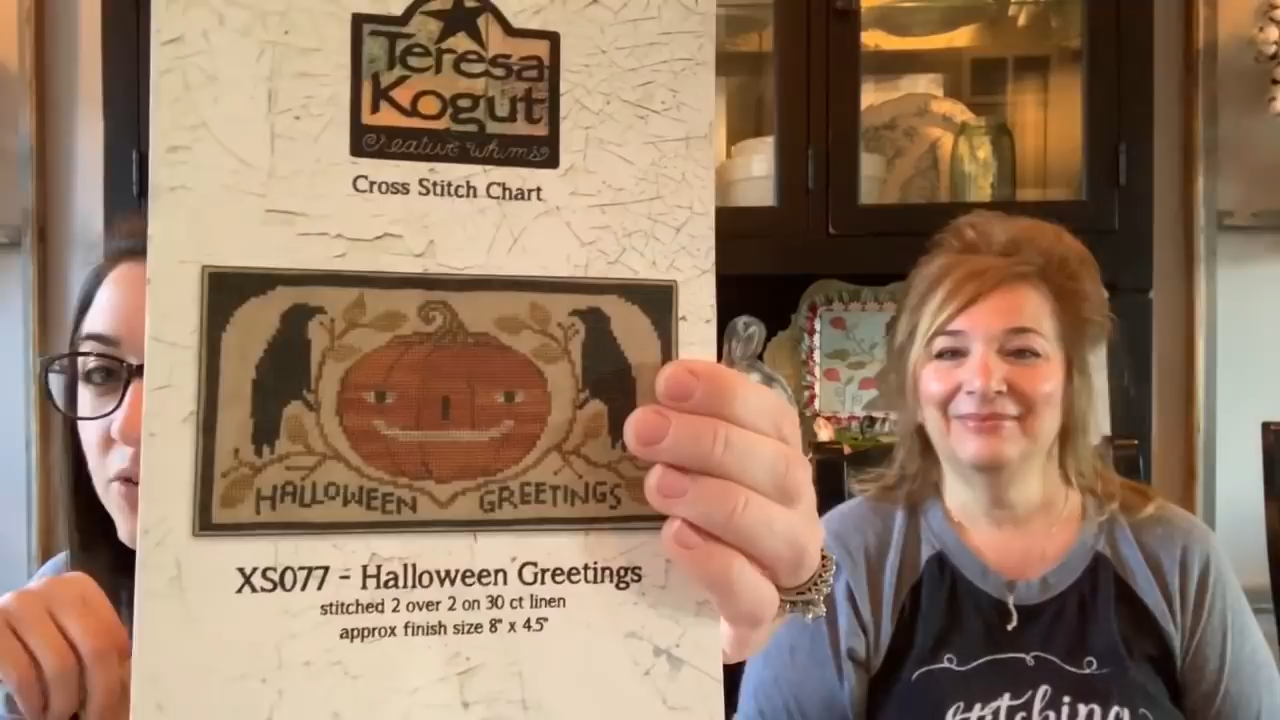 Teresa
Kogut
Creative Whims
Cross Stitch Chart
HALLOWEEN GREETINGS
XS077 - Halloween Greetings
stitched 2 over 2 on 30 ct linen
approx finish size 8" x 4.5"
Stitching